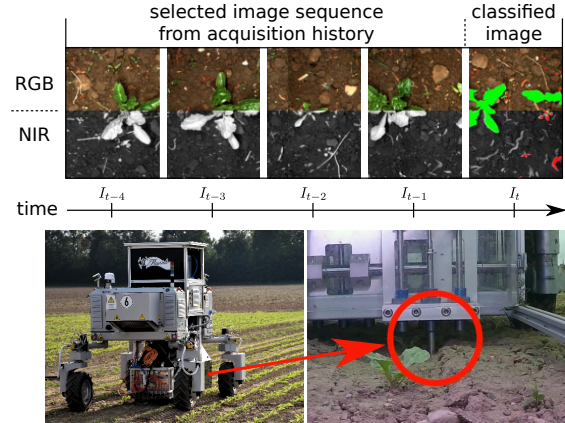 selected image sequence
from acquisition history
classified
image
RGB
NIR
I_{t-4} I_{t-3} I_{t-2} I_{t-1} I_t
time
6